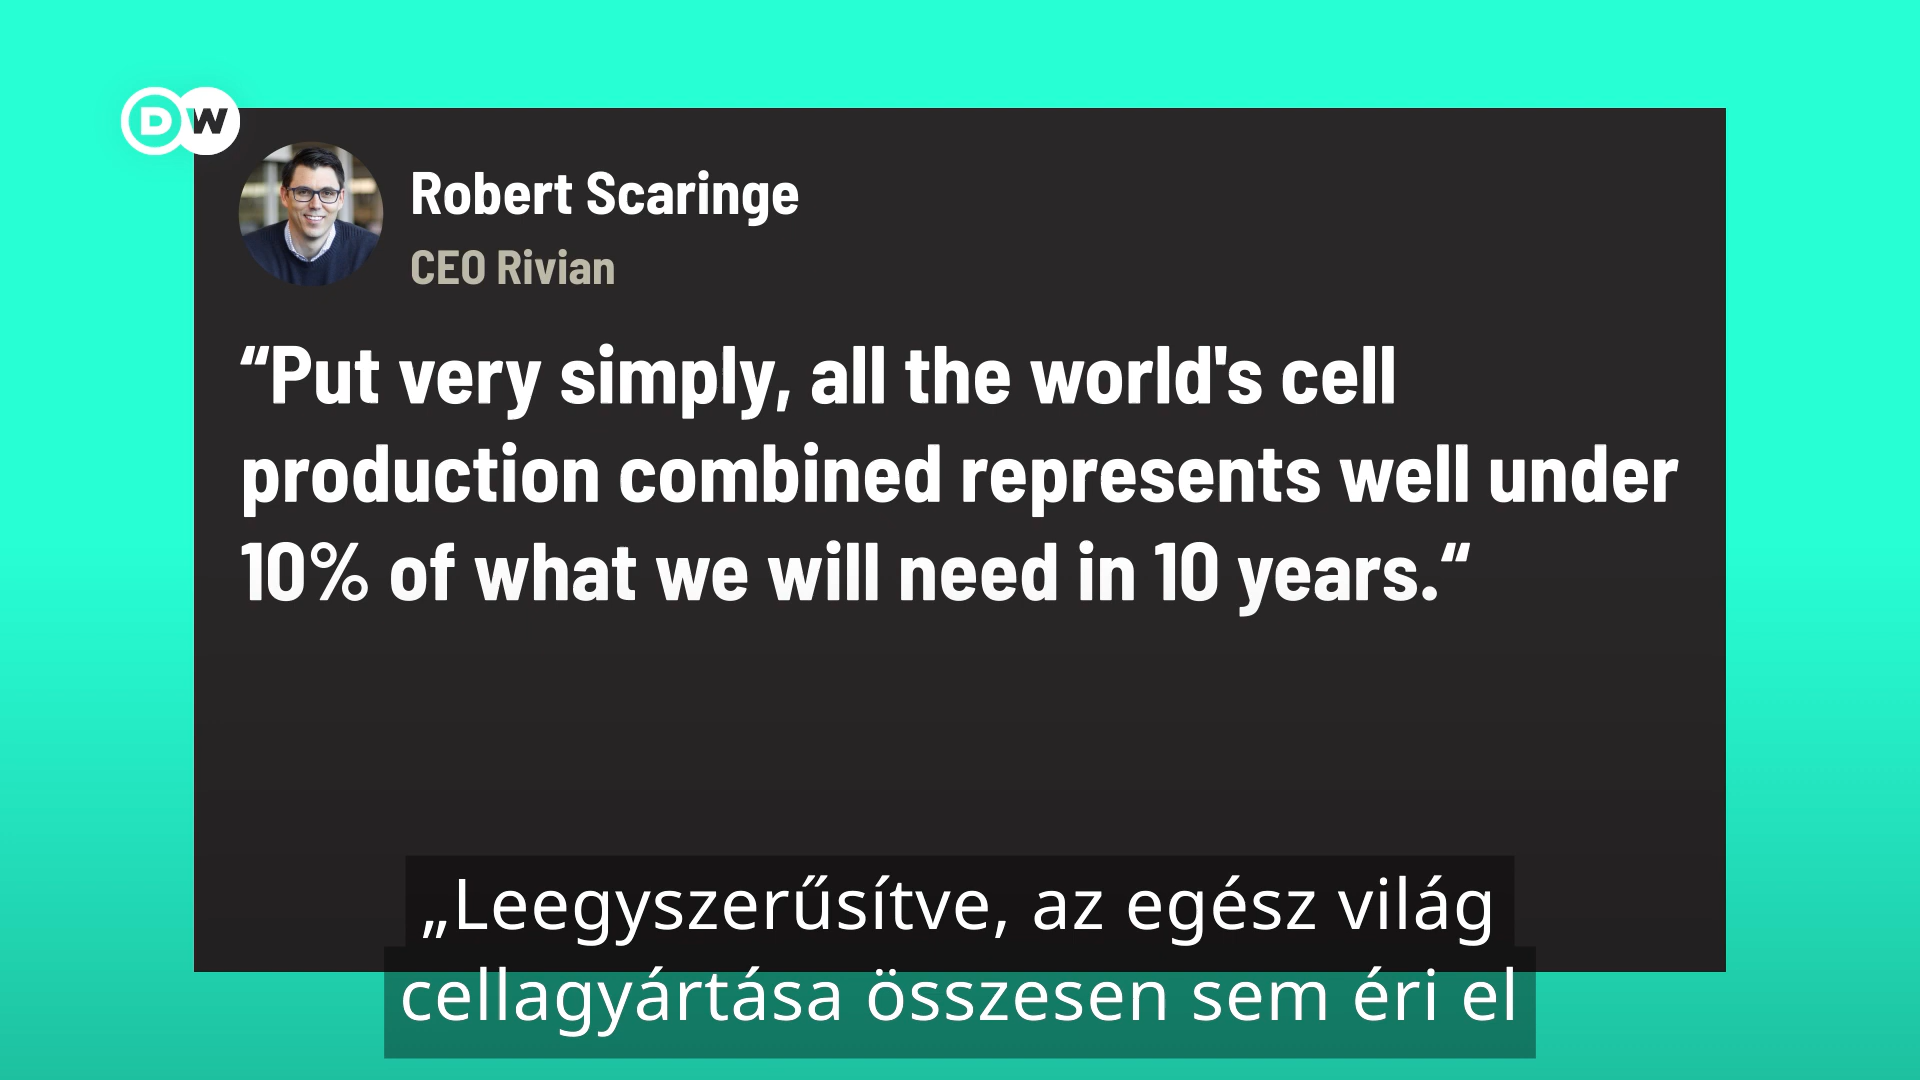 DW
Robert Scaringe
CEO Rivian
“Put very simply, all the world's cell
production combined represents well under
10% of what we will need in 10 years.“
„Leegyszerűsítve, az egész világ
cellagyártása összesen sem éri el